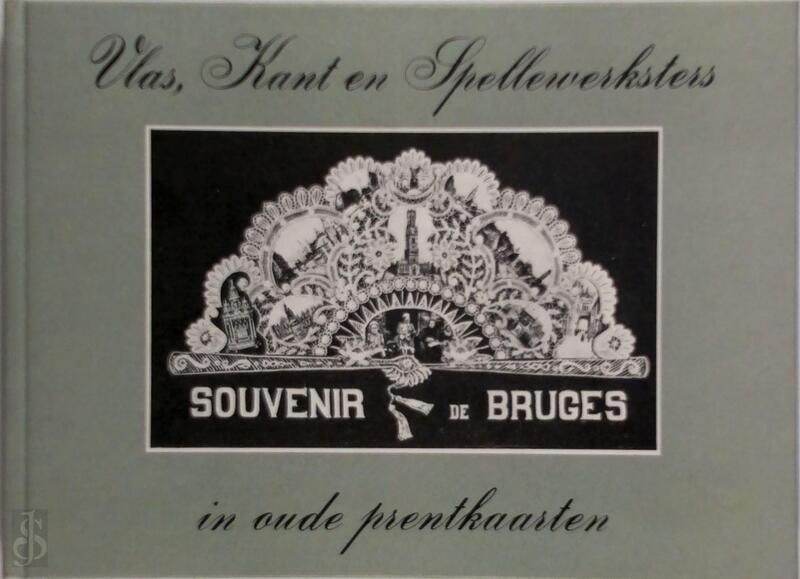 Vlas, Kant en Spellewerksters
SOUVENIR DE BRUGES
in oude prentkaarten